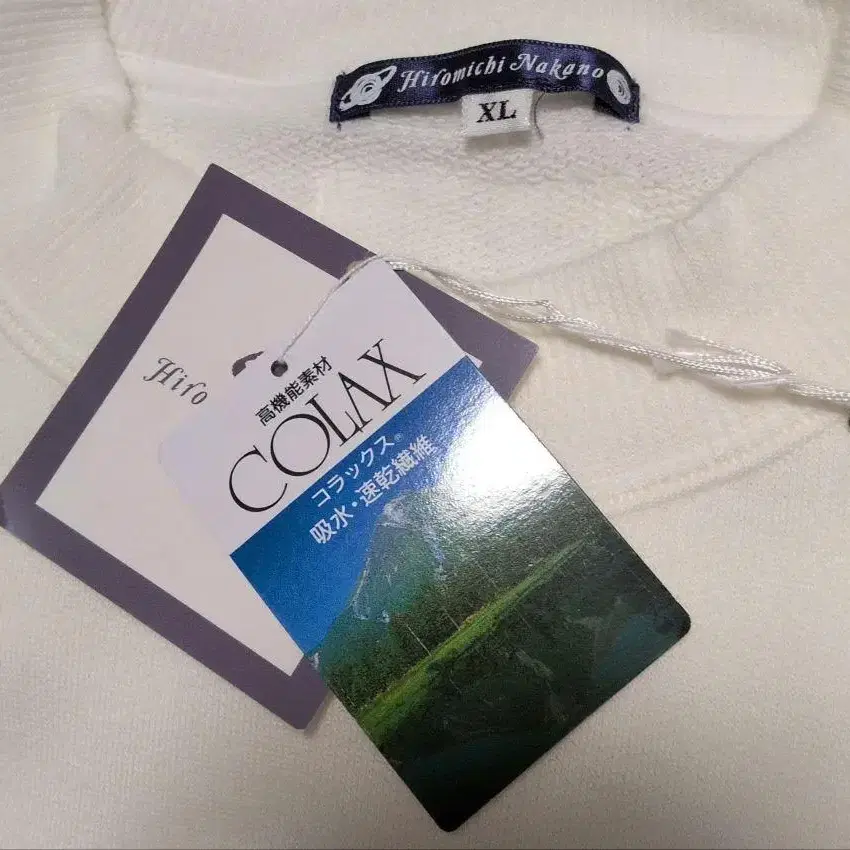 Hiromichi Nakano
XL
Hiro
高機能素材
COLAX
コラックス®
吸水・速乾繊維